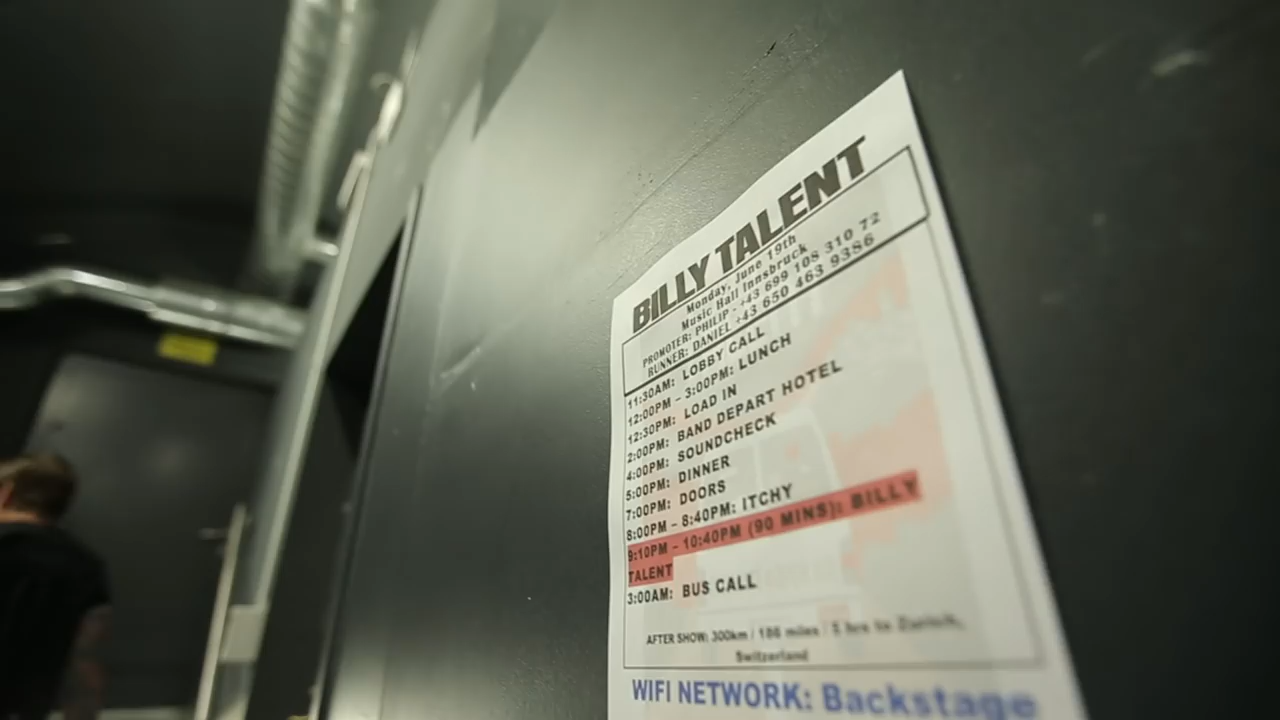 BILLY TALENT
Monday, June 19th
Music Hall Innsbruck
PROMOTER: PHILIP - +43 699 108 310 72
RUNNER: DANIEL +43 650 463 9386
11:30AM: LOBBY CALL
12:00PM – 3:00PM: LUNCH
12:30PM: LOAD IN
2:00PM: BAND DEPART HOTEL
4:00PM: SOUNDCHECK
5:00PM: DINNER
7:00PM: DOORS
8:00PM – 8:40PM: ITCHY
9:10PM – 10:40PM (90 MINS): BILLY
TALENT
3:00AM: BUS CALL
AFTER SHOW: 300km / 186 miles / 5 hrs to Zurich,
Switzerland
WIFI NETWORK: Backstage